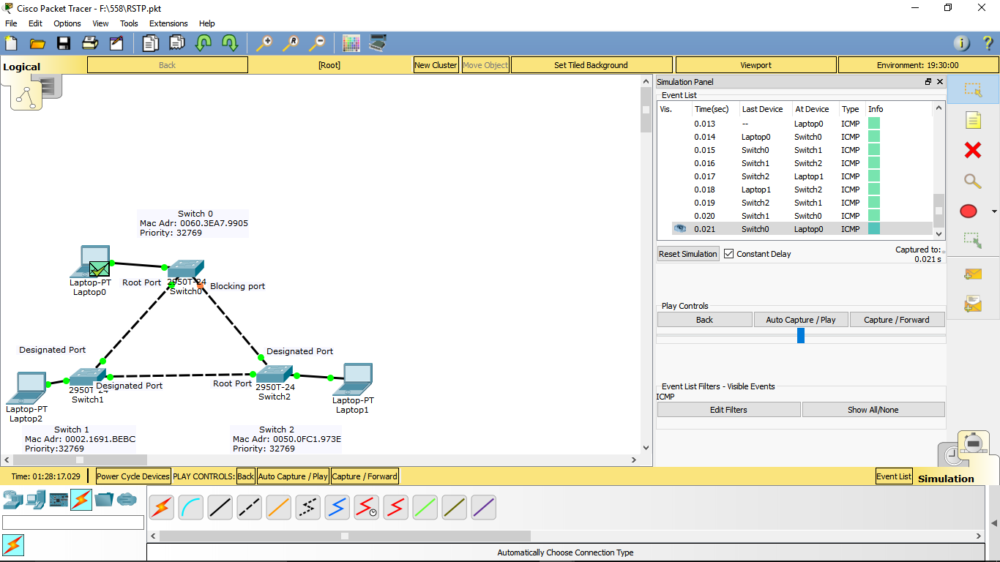 Cisco Packet Tracer - F:\558\RSTP.pkt
File Edit Options View Tools Extensions Help
Logical Back [Root] New Cluster Move Object Set Tiled Background Viewport Environment: 19:30:00
Simulation Panel
Event List
Vis. Time(sec) Last Device At Device Type Info
0.013 -- Laptop0 ICMP
0.014 Laptop0 Switch0 ICMP
0.015 Switch0 Switch1 ICMP
0.016 Switch1 Switch2 ICMP
0.017 Switch2 Laptop1 ICMP
0.018 Laptop1 Switch2 ICMP
0.019 Switch2 Switch1 ICMP
0.020 Switch1 Switch0 ICMP
0.021 Switch0 Laptop0 ICMP
Reset Simulation Constant Delay Captured to:
0.021 s
Play Controls
Back Auto Capture / Play Capture / Forward
Event List Filters - Visible Events
ICMP
Edit Filters Show All/None
Switch 0
Mac Adr: 0060.3EA7.9905
Priority: 32769
Laptop-PT
Laptop0
Root Port
2950T-24
Switch0
Blocking port
Designated Port
Designated Port
Designated Port
2950T-24
Switch1
Root Port
2950T-24
Switch2
Laptop-PT
Laptop2
Laptop-PT
Laptop1
Switch 1
Mac Adr: 0002.1691.BEBC
Priority:32769
Switch 2
Mac Adr: 0050.0FC1.973E
Priority: 32769
Time: 01:28:17.029 Power Cycle Devices PLAY CONTROLS: Back Auto Capture / Play Capture / Forward Event List Simulation
Automatically Choose Connection Type